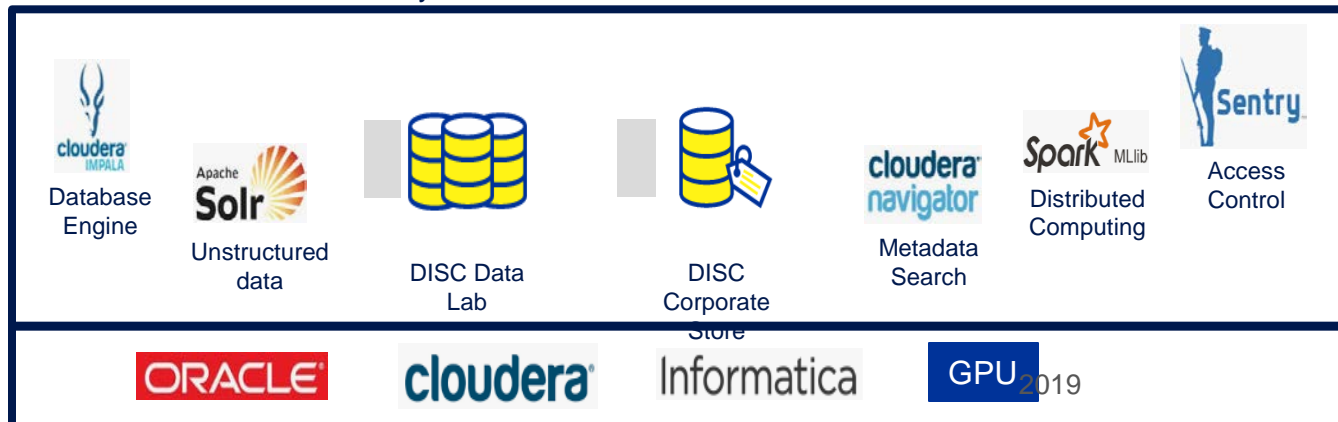 cloudera
IMPALA
Database
Engine
Apache
Solr
Unstructured
data
DISC Data
Lab
DISC
Corporate
Store
cloudera
navigator
Metadata
Search
Spark MLlib
Distributed
Computing
Sentry
Access
Control
ORACLE
cloudera
Informatica
GPU
2019